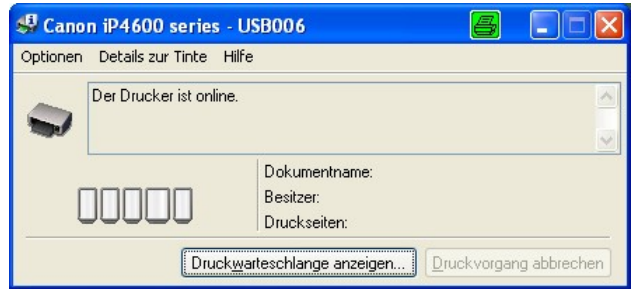 Canon iP4600 series - USB006
Optionen Details zur Tinte Hilfe
Der Drucker ist online.
Dokumentname:
Besitzer:
Druckseiten:
Druckwarteschlange anzeigen... Druckvorgang abbrechen